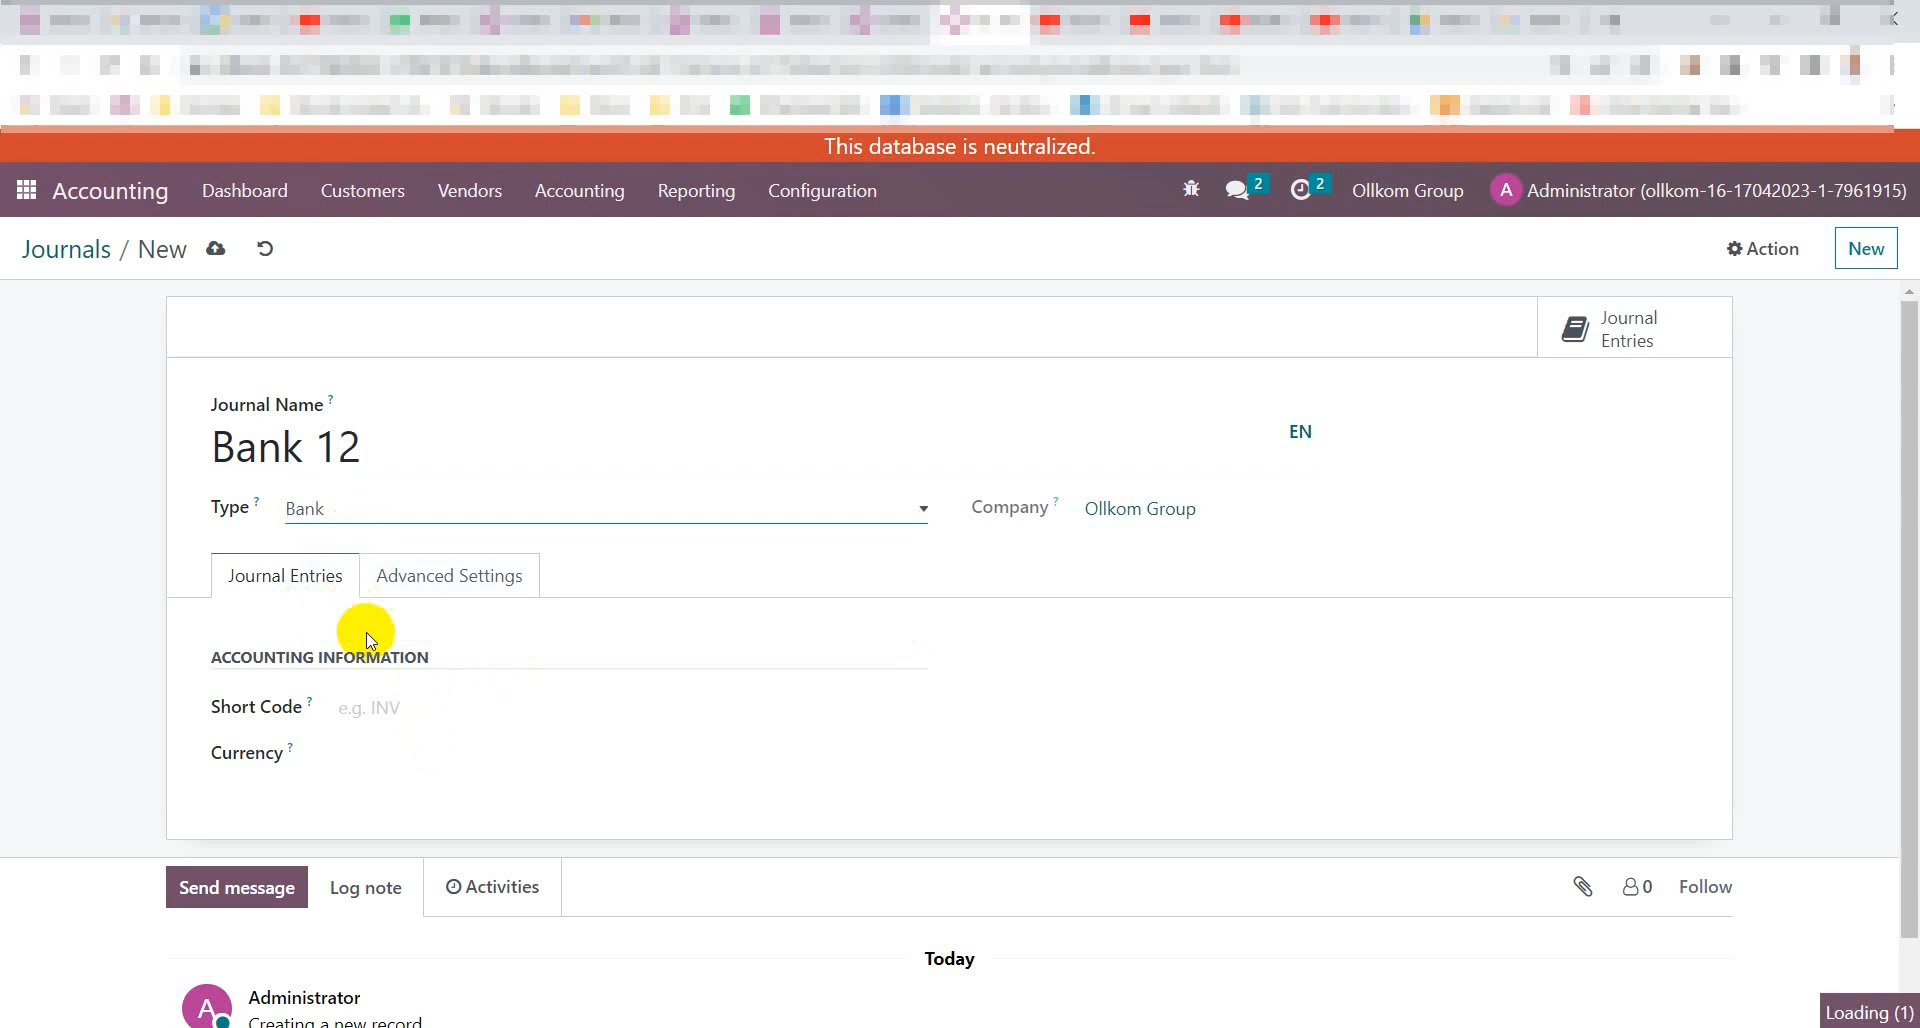 This database is neutralized.
Accounting Dashboard Customers Vendors Accounting Reporting Configuration 2 2 Ollkom Group A Administrator (ollkom-16-17042023-1-7961915)
Journals / New Action New
Journal
Entries
Journal Name ?
Bank 12 EN
Type ? Bank Company ? Ollkom Group
Journal Entries Advanced Settings
ACCOUNTING INFORMATION
Short Code ? e.g. INV
Currency ?
Send message Log note Activities 0 Follow
Today
A Administrator
Creating a new record
Loading (1)